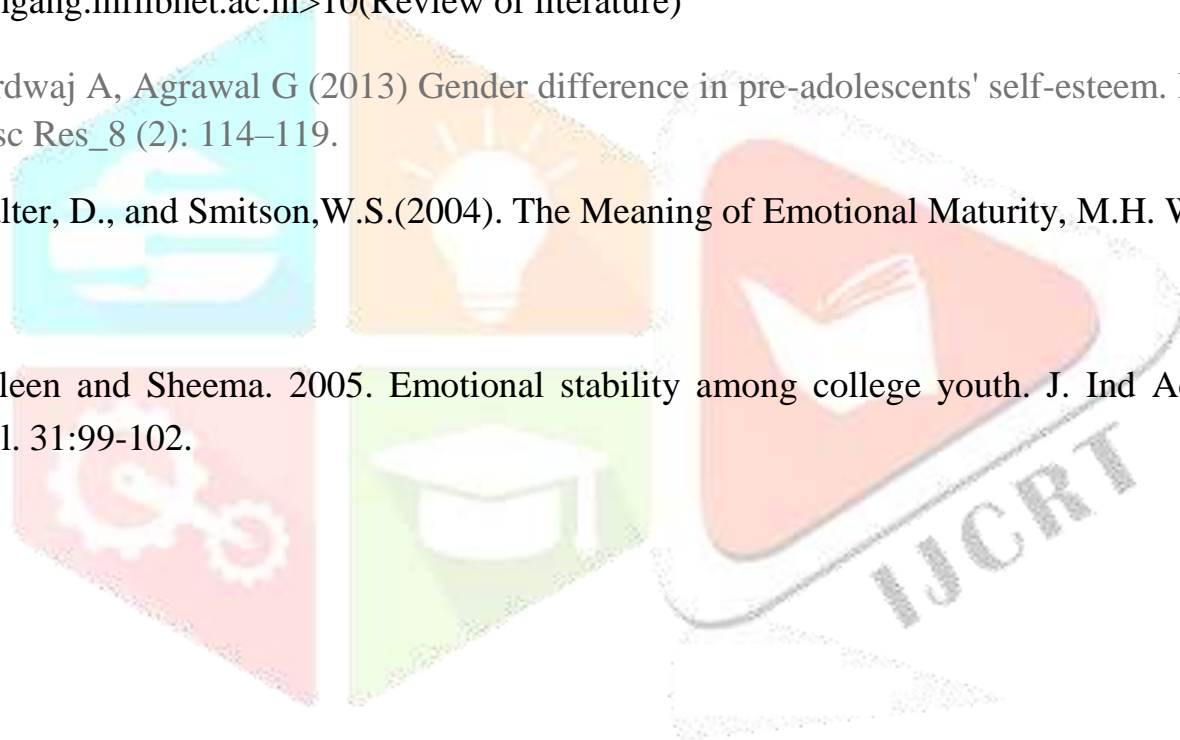 ngang.inflibnet.ac.in>10(Review of literature)
rdwaj A, Agrawal G (2013) Gender difference in pre-adolescents' self-esteem.
sc Res_8 (2): 114–119.
lter, D., and Smitson,W.S.(2004). The Meaning of Emotional Maturity, M.H.
leen and Sheema. 2005. Emotional stability among college youth. J. Ind
l. 31:99-102.
IJCRT